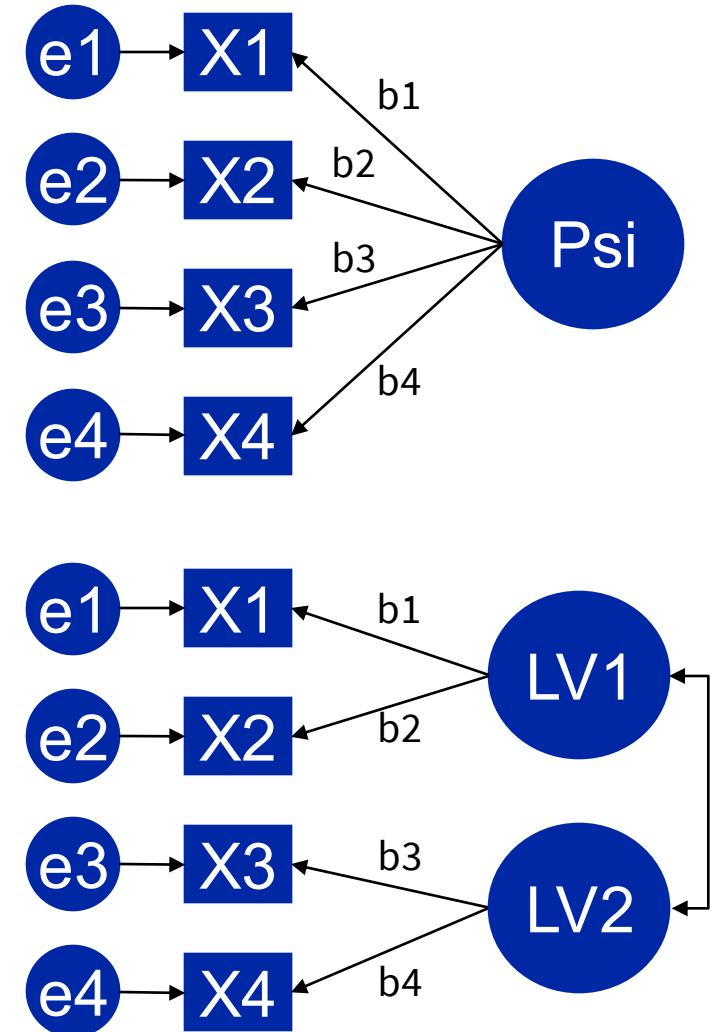 e1 X1 b1
e2 X2 b2 Psi
e3 X3 b3
e4 X4 b4
e1 X1 b1 LV1
e2 X2 b2
e3 X3 b3 LV2
e4 X4 b4